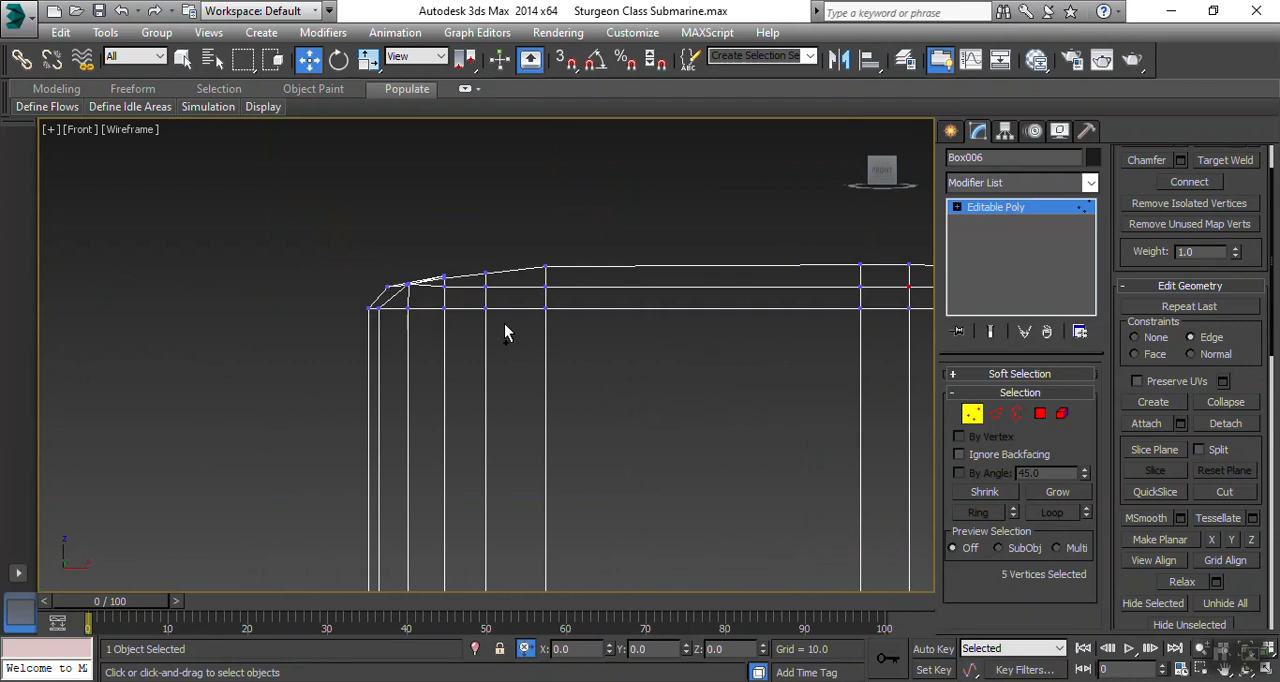 Workspace: Default
Autodesk 3ds Max 2014 x64
Sturgeon Class Submarine.max
Type a keyword or phrase
Edit Tools Group Views Create Modifiers Animation Graph Editors Rendering Customize MAXScript Help
All
View
3
Create Selection Se
Modeling Freeform Selection Object Paint Populate
Define Flows Define Idle Areas Simulation Display
[+] [Front] [Wireframe]
FRONT
Box006
Modifier List
Editable Poly
Soft Selection
Selection
By Vertex
Ignore Backfacing
By Angle: 45.0
Shrink Grow
Ring Loop
Preview Selection
Off SubObj Multi
5 Vertices Selected
Chamfer Target Weld
Connect
Remove Isolated Vertices
Remove Unused Map Verts
Weight: 1.0
Edit Geometry
Repeat Last
Constraints
None Edge
Face Normal
Preserve UVs
Create Collapse
Attach Detach
Slice Plane Split
Slice Reset Plane
QuickSlice Cut
MSmooth Tessellate
Make Planar X Y Z
View Align Grid Align
Relax
Hide Selected Unhide All
Hide Unselected
z
0 / 100
10 20 30 40 50 60 70 80 90 100
1 Object Selected
X: 0.0 Y: 0.0 Z: 0.0
Grid = 10.0
Auto Key Selected
Welcome to M
Click or click-and-drag to select objects
Add Time Tag
Set Key Key Filters...
0